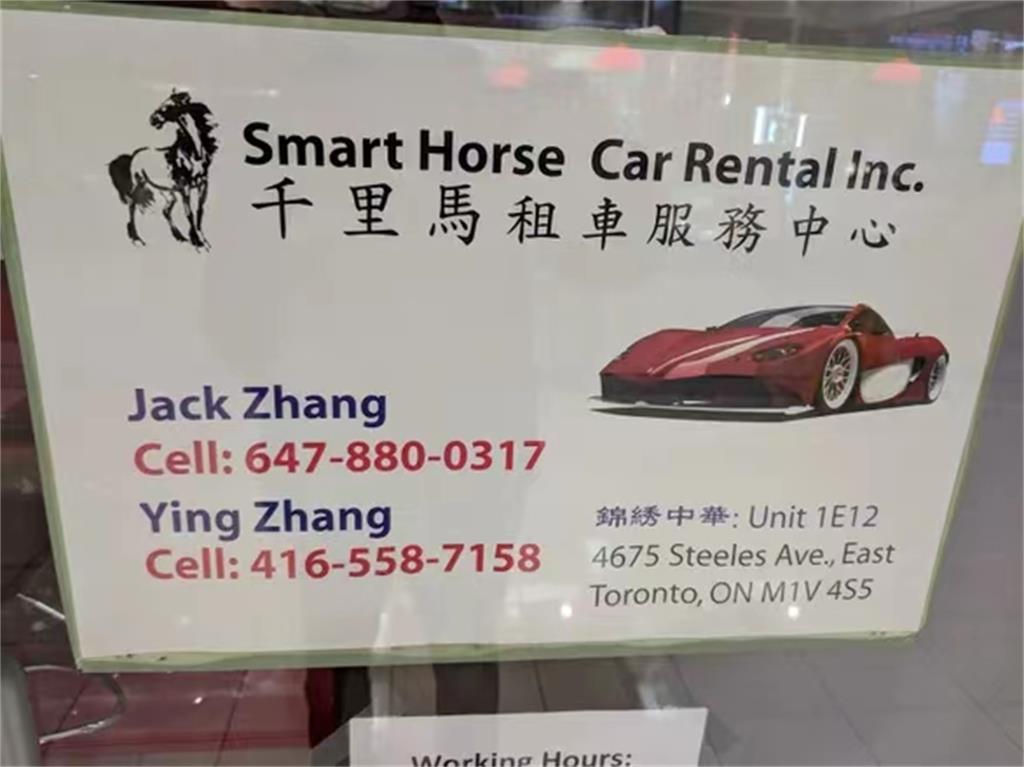 Smart Horse Car Rental Inc.
千里馬租車服務中心
Jack Zhang
Cell: 647-880-0317
Ying Zhang
Cell: 416-558-7158
錦綉中華: Unit 1E12
4675 Steeles Ave., East
Toronto, ON M1V 4S5
Working Hours: